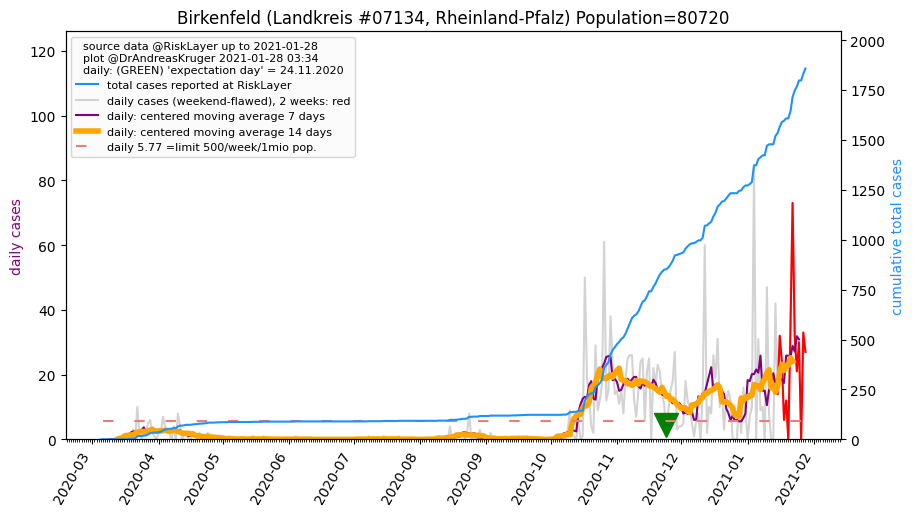 Birkenfeld (Landkreis #07134, Rheinland-Pfalz) Population=80720
source data @RiskLayer up to 2021-01-28
plot @DrAndreasKruger 2021-01-28 03:34
daily: (GREEN) 'expectation day' = 24.11.2020
total cases reported at RiskLayer
daily cases (weekend-flawed), 2 weeks: red
daily: centered moving average 7 days
daily: centered moving average 14 days
daily 5.77 =limit 500/week/1mio pop.
daily cases
120
100
80
60
40
20
0
cumulative total cases
2000
1750
1500
1250
1000
750
500
250
0
2020-03
2020-04
2020-05
2020-06
2020-07
2020-08
2020-09
2020-10
2020-11
2020-12
2021-01
2021-02